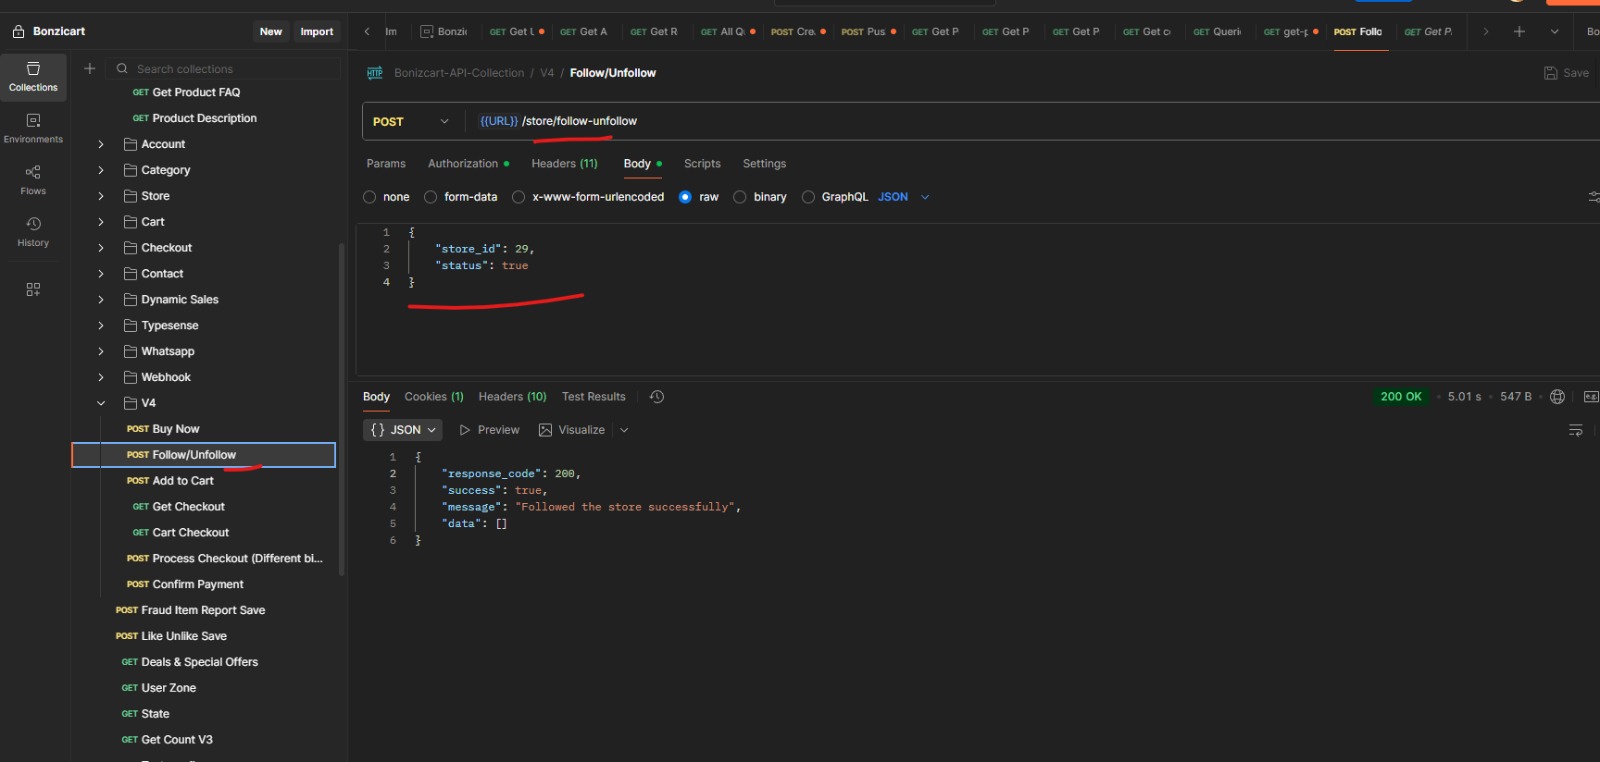 Bonzicart
New
Import
Im
Bonzi
GET Get U
GET Get A
GET Get R
GET All Q
POST Cre
POST Pus
GET Get P
GET Get P
GET Get P
GET Get c
GET Queri
GET get-p
POST Follo
GET Get P
Bo
Collections
Environments
Flows
History
Search collections
GET Get Product FAQ
GET Product Description
Account
Category
Store
Cart
Checkout
Contact
Dynamic Sales
Typesense
Whatsapp
Webhook
V4
POST Buy Now
POST Follow/Unfollow
POST Add to Cart
GET Get Checkout
GET Cart Checkout
POST Process Checkout (Different bi...
POST Confirm Payment
POST Fraud Item Report Save
POST Like Unlike Save
GET Deals & Special Offers
GET User Zone
GET State
GET Get Count V3
HTTP Bonizcart-API-Collection / V4 / Follow/Unfollow
Save
POST {{URL}} /store/follow-unfollow
Params Authorization Headers (11) Body Scripts Settings
none form-data x-www-form-urlencoded raw binary GraphQL JSON
1 {
2 "store_id": 29,
3 "status": true
4 }
Body Cookies (1) Headers (10) Test Results
200 OK • 5.01 s • 547 B
{} JSON Preview Visualize
1 {
2 "response_code": 200,
3 "success": true,
4 "message": "Followed the store successfully",
5 "data": []
6 }